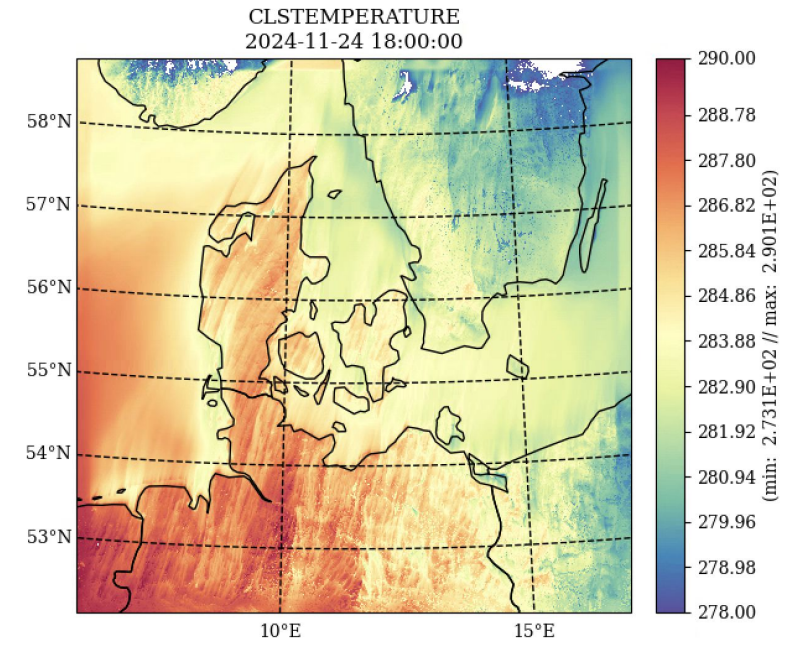 CLSTEMPERATURE
2024-11-24 18:00:00
58°N
57°N
56°N
55°N
54°N
53°N
10°E
15°E
290.00
288.78
287.80
286.82
285.84
284.86
283.88
282.90
281.92
280.94
279.96
278.98
278.00
(min: 2.731E+02 // max: 2.901E+02)